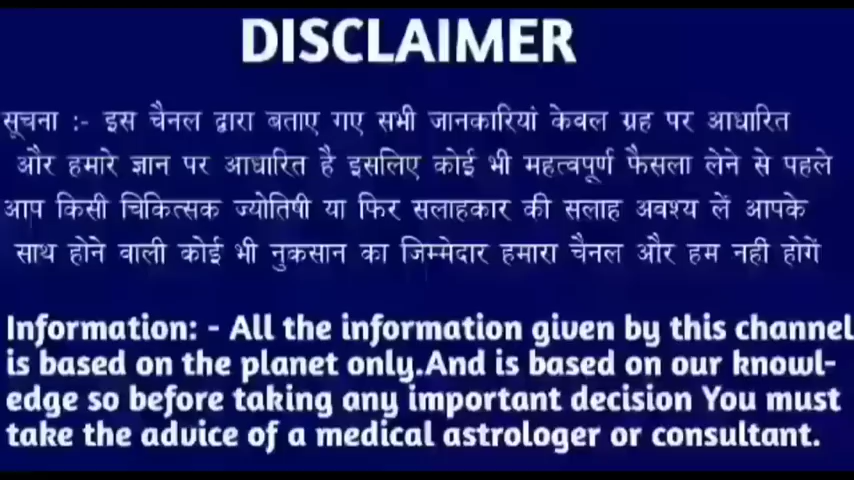 DISCLAIMER
सूचना :- इस चैनल द्वारा बताए गए सभी जानकारियां केवल ग्रह पर आधारित
और हमारे ज्ञान पर आधारित है इसलिए कोई भी महत्वपूर्ण फैसला लेने से पहले
आप किसी चिकित्सक ज्योतिषी या फिर सलाहकार की सलाह अवश्य लें आपके
साथ होने वाली कोई भी नुकसान का जिम्मेदार हमारा चैनल और हम नही होगें
Information: - All the information given by this channel
is based on the planet only.And is based on our knowl-
edge so before taking any important decision You must
take the advice of a medical astrologer or consultant.